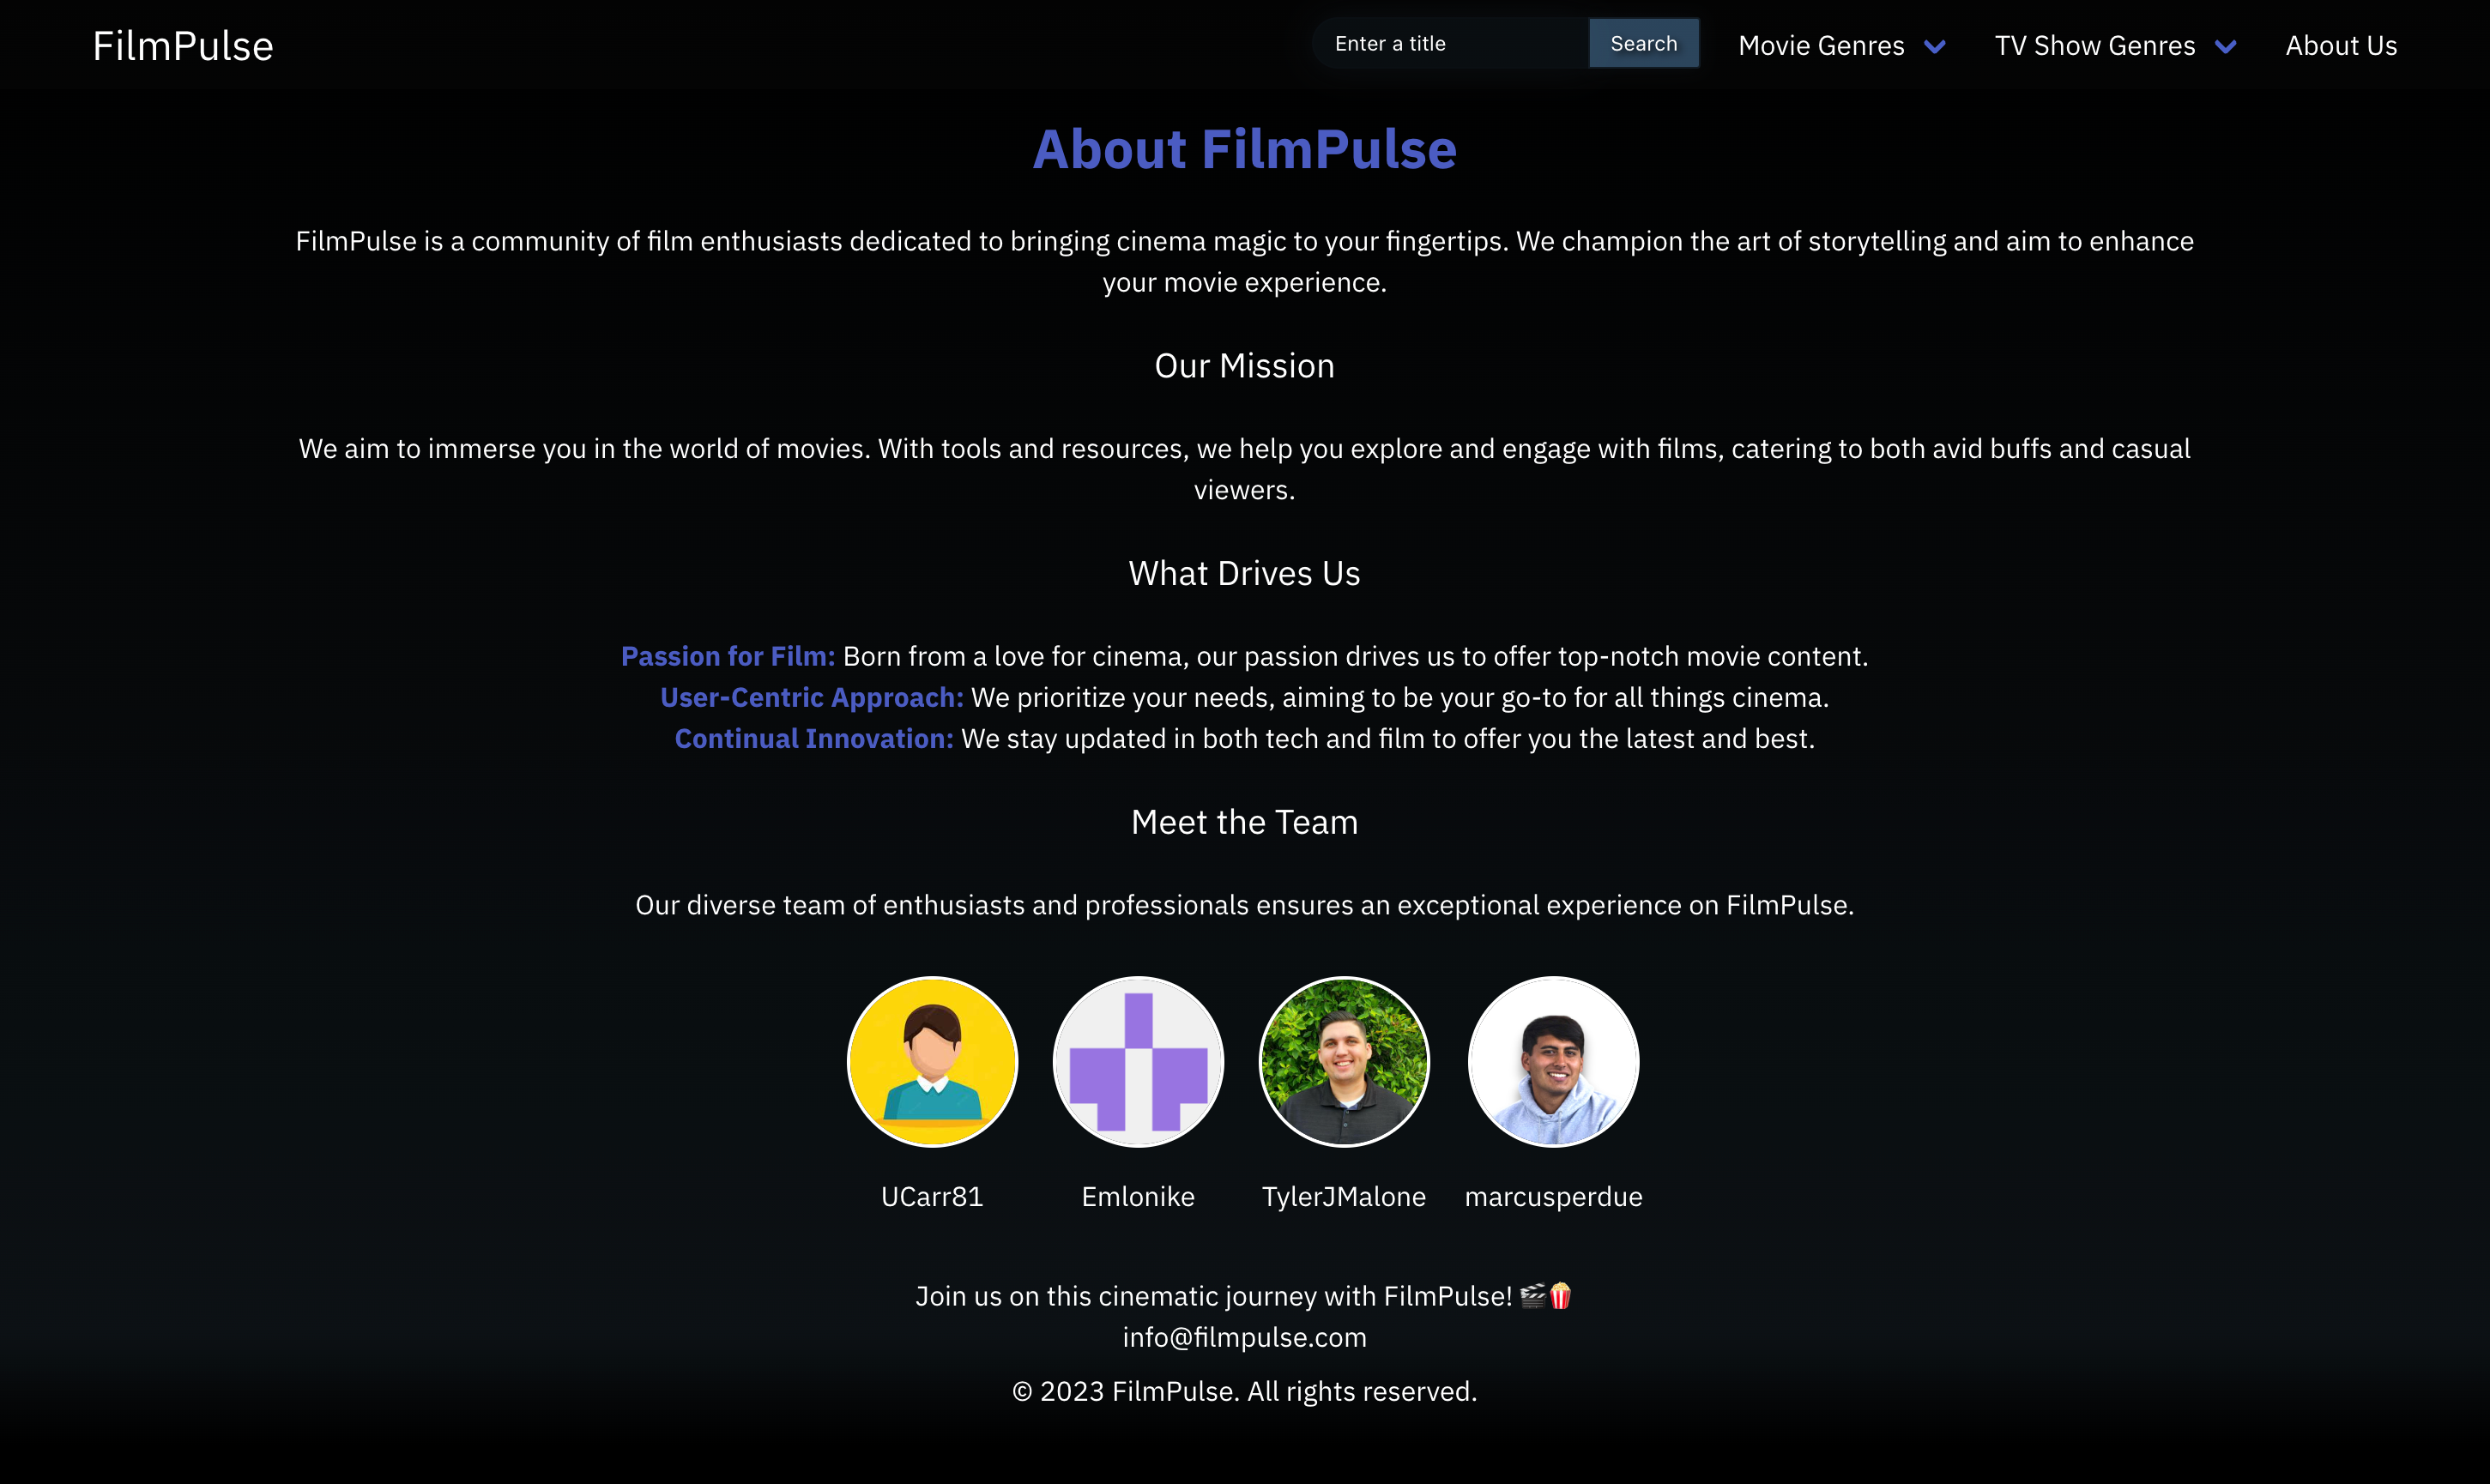 FilmPulse
Enter a title
Search
Movie Genres
TV Show Genres
About Us
About FilmPulse
FilmPulse is a community of film enthusiasts dedicated to bringing cinema magic to your fingertips. We champion the art of storytelling and aim to enhance
your movie experience.
Our Mission
We aim to immerse you in the world of movies. With tools and resources, we help you explore and engage with films, catering to both avid buffs and casual
viewers.
What Drives Us
Passion for Film: Born from a love for cinema, our passion drives us to offer top-notch movie content.
User-Centric Approach: We prioritize your needs, aiming to be your go-to for all things cinema.
Continual Innovation: We stay updated in both tech and film to offer you the latest and best.
Meet the Team
Our diverse team of enthusiasts and professionals ensures an exceptional experience on FilmPulse.
UCarr81
Emlonike
TylerJMalone
marcusperdue
Join us on this cinematic journey with FilmPulse! 🎬🍿
info@filmpulse.com
© 2023 FilmPulse. All rights reserved.